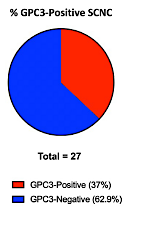 % GPC3-Positive SCNC
Total = 27
GPC3-Positive (37%)
GPC3-Negative (62.9%)